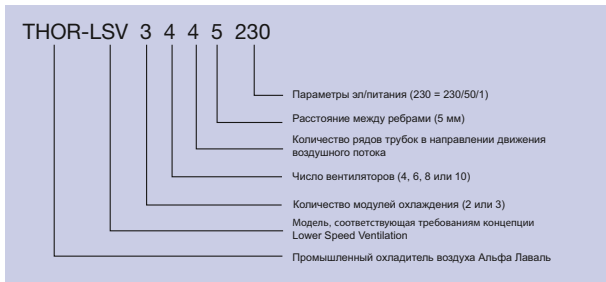 THOR-LSV 3 4 4 5 230
Параметры эл/питания (230 = 230/50/1)
Расстояние между ребрами (5 мм)
Количество рядов трубок в направлении движения
воздушного потока
Число вентиляторов (4, 6, 8 или 10)
Количество модулей охлаждения (2 или 3)
Модель, соответствующая требованиям концепции
Lower Speed Ventilation
Промышленный охладитель воздуха Альфа Лаваль